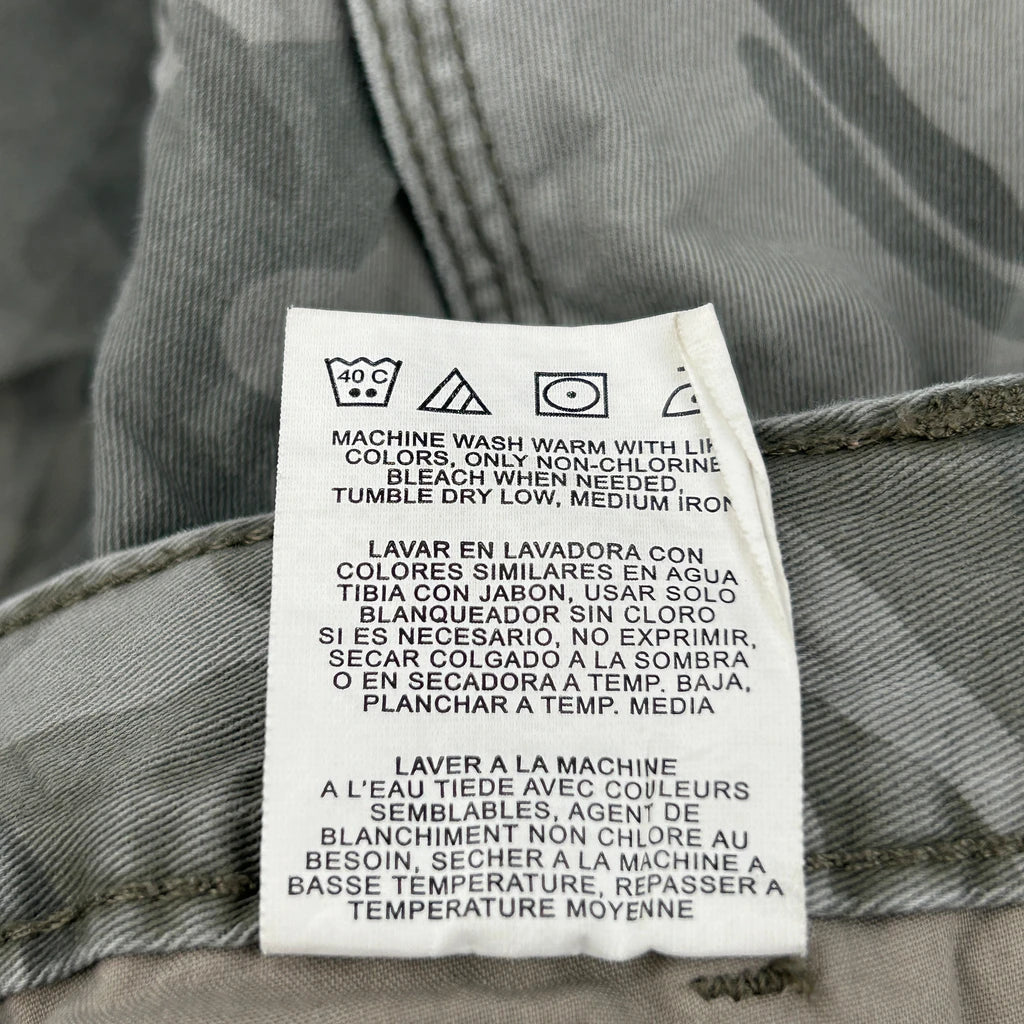 40 C
MACHINE WASH WARM WITH
COLORS, ONLY NON-CHLORINE
BLEACH WHEN NEEDED,
TUMBLE DRY LOW, MEDIUM IRON
LAVAR EN LAVADORA CON
COLORES SIMILARES EN AGUA
TIBIA CON JABON, USAR SOLO
BLANQUEADOR SIN CLORO
SI ES NECESARIO, NO EXPRIMIR,
SECAR COLGADO A LA SOMBRA
O EN SECADORA A TEMP. BAJA,
PLANCHAR A TEMP. MEDIA
LAVER A LA MACHINE
A L'EAU TIEDE AVEC COULEURS
SEMBLABLES, AGENT DE
BLANCHIMENT NON CHLORE AU
BESOIN, SECHER A LA MACHINE A
BASSE TEMPERATURE, REPASSER A
TEMPERATURE MOYENNE